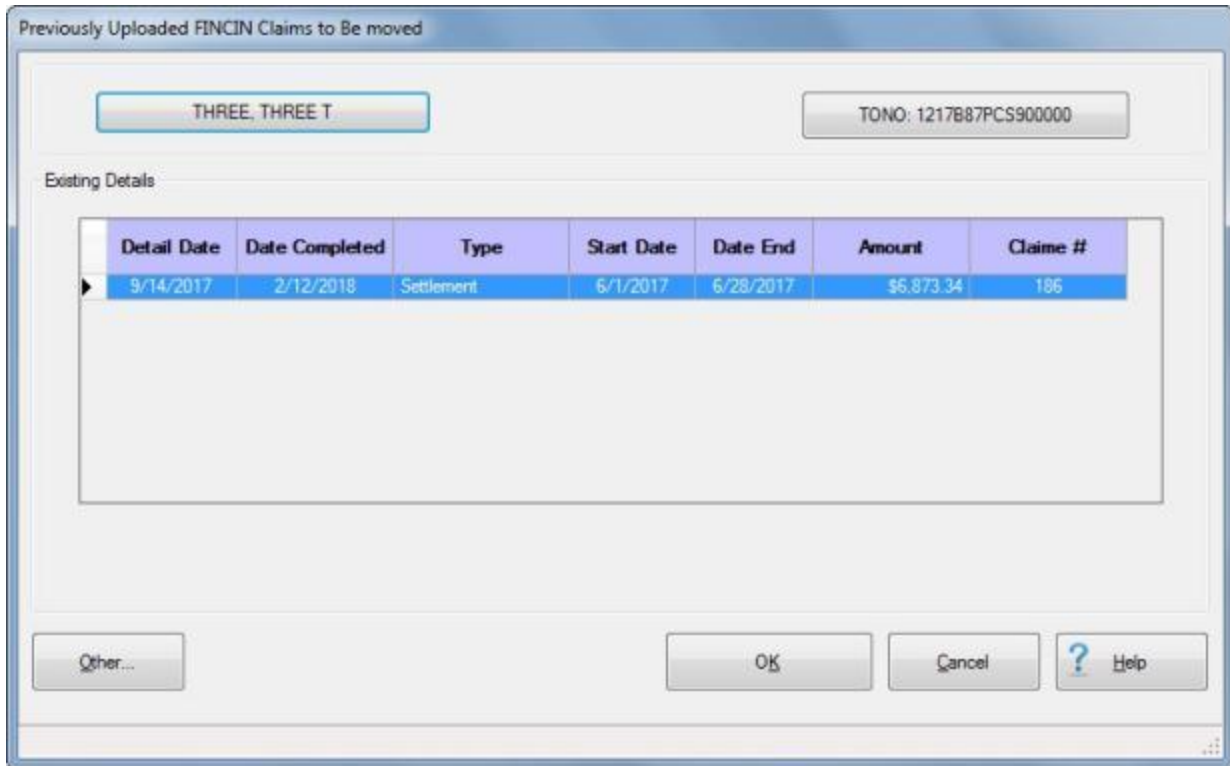 Previously Uploaded FINCIN Claims to Be moved
THREE, THREE T TONO: 1217B87PCS900000
Existing Details
Detail Date Date Completed Type Start Date Date End Amount Claime #
9/14/2017 2/12/2018 Settlement 6/1/2017 6/28/2017 $6,873.34 186
Other... OK Cancel ? Help